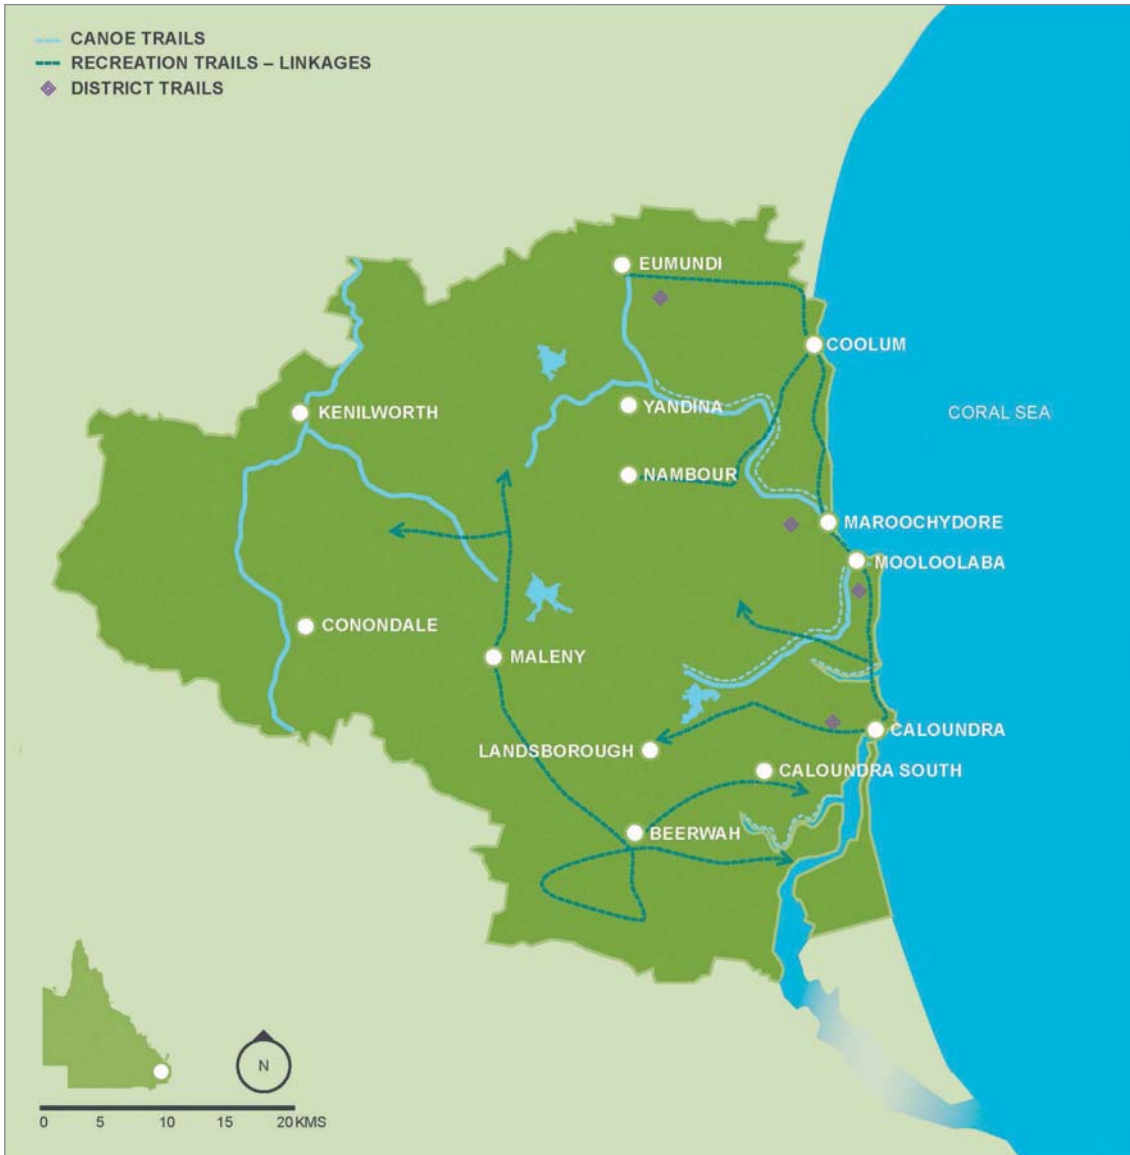 CANOE TRAILS
RECREATION TRAILS – LINKAGES
DISTRICT TRAILS
EUMUNDI
COOLUM
YANDINA
KENILWORTH
CORAL SEA
NAMBOUR
MAROOCHYDORE
MOOLOOLABA
CONONDALE
MALENY
CALOUNDRA
LANDSBOROUGH
CALOUNDRA SOUTH
BEERWAH
N
0 5 10 15 20KMS